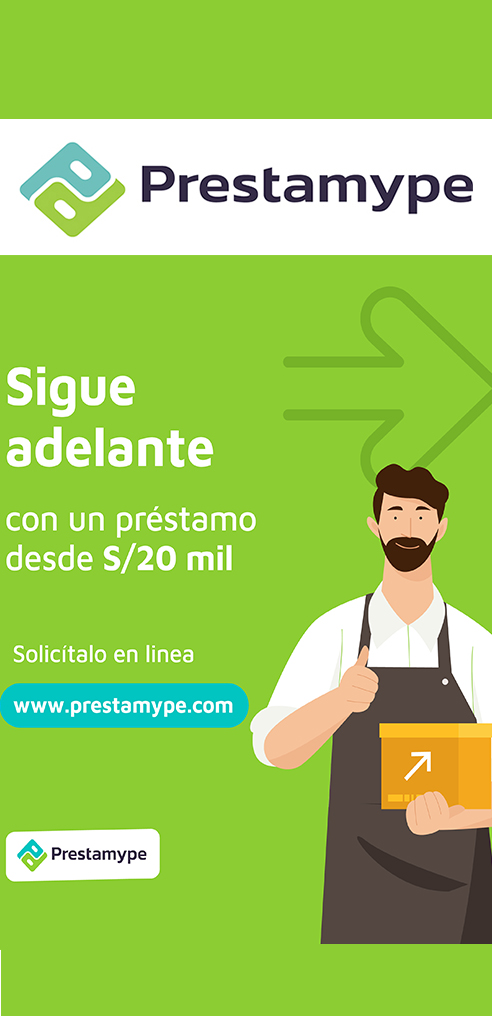 Prestamype
Sigue
adelante
con un préstamo
desde S/20 mil
Solicítalo en linea
www.prestamype.com
Prestamype